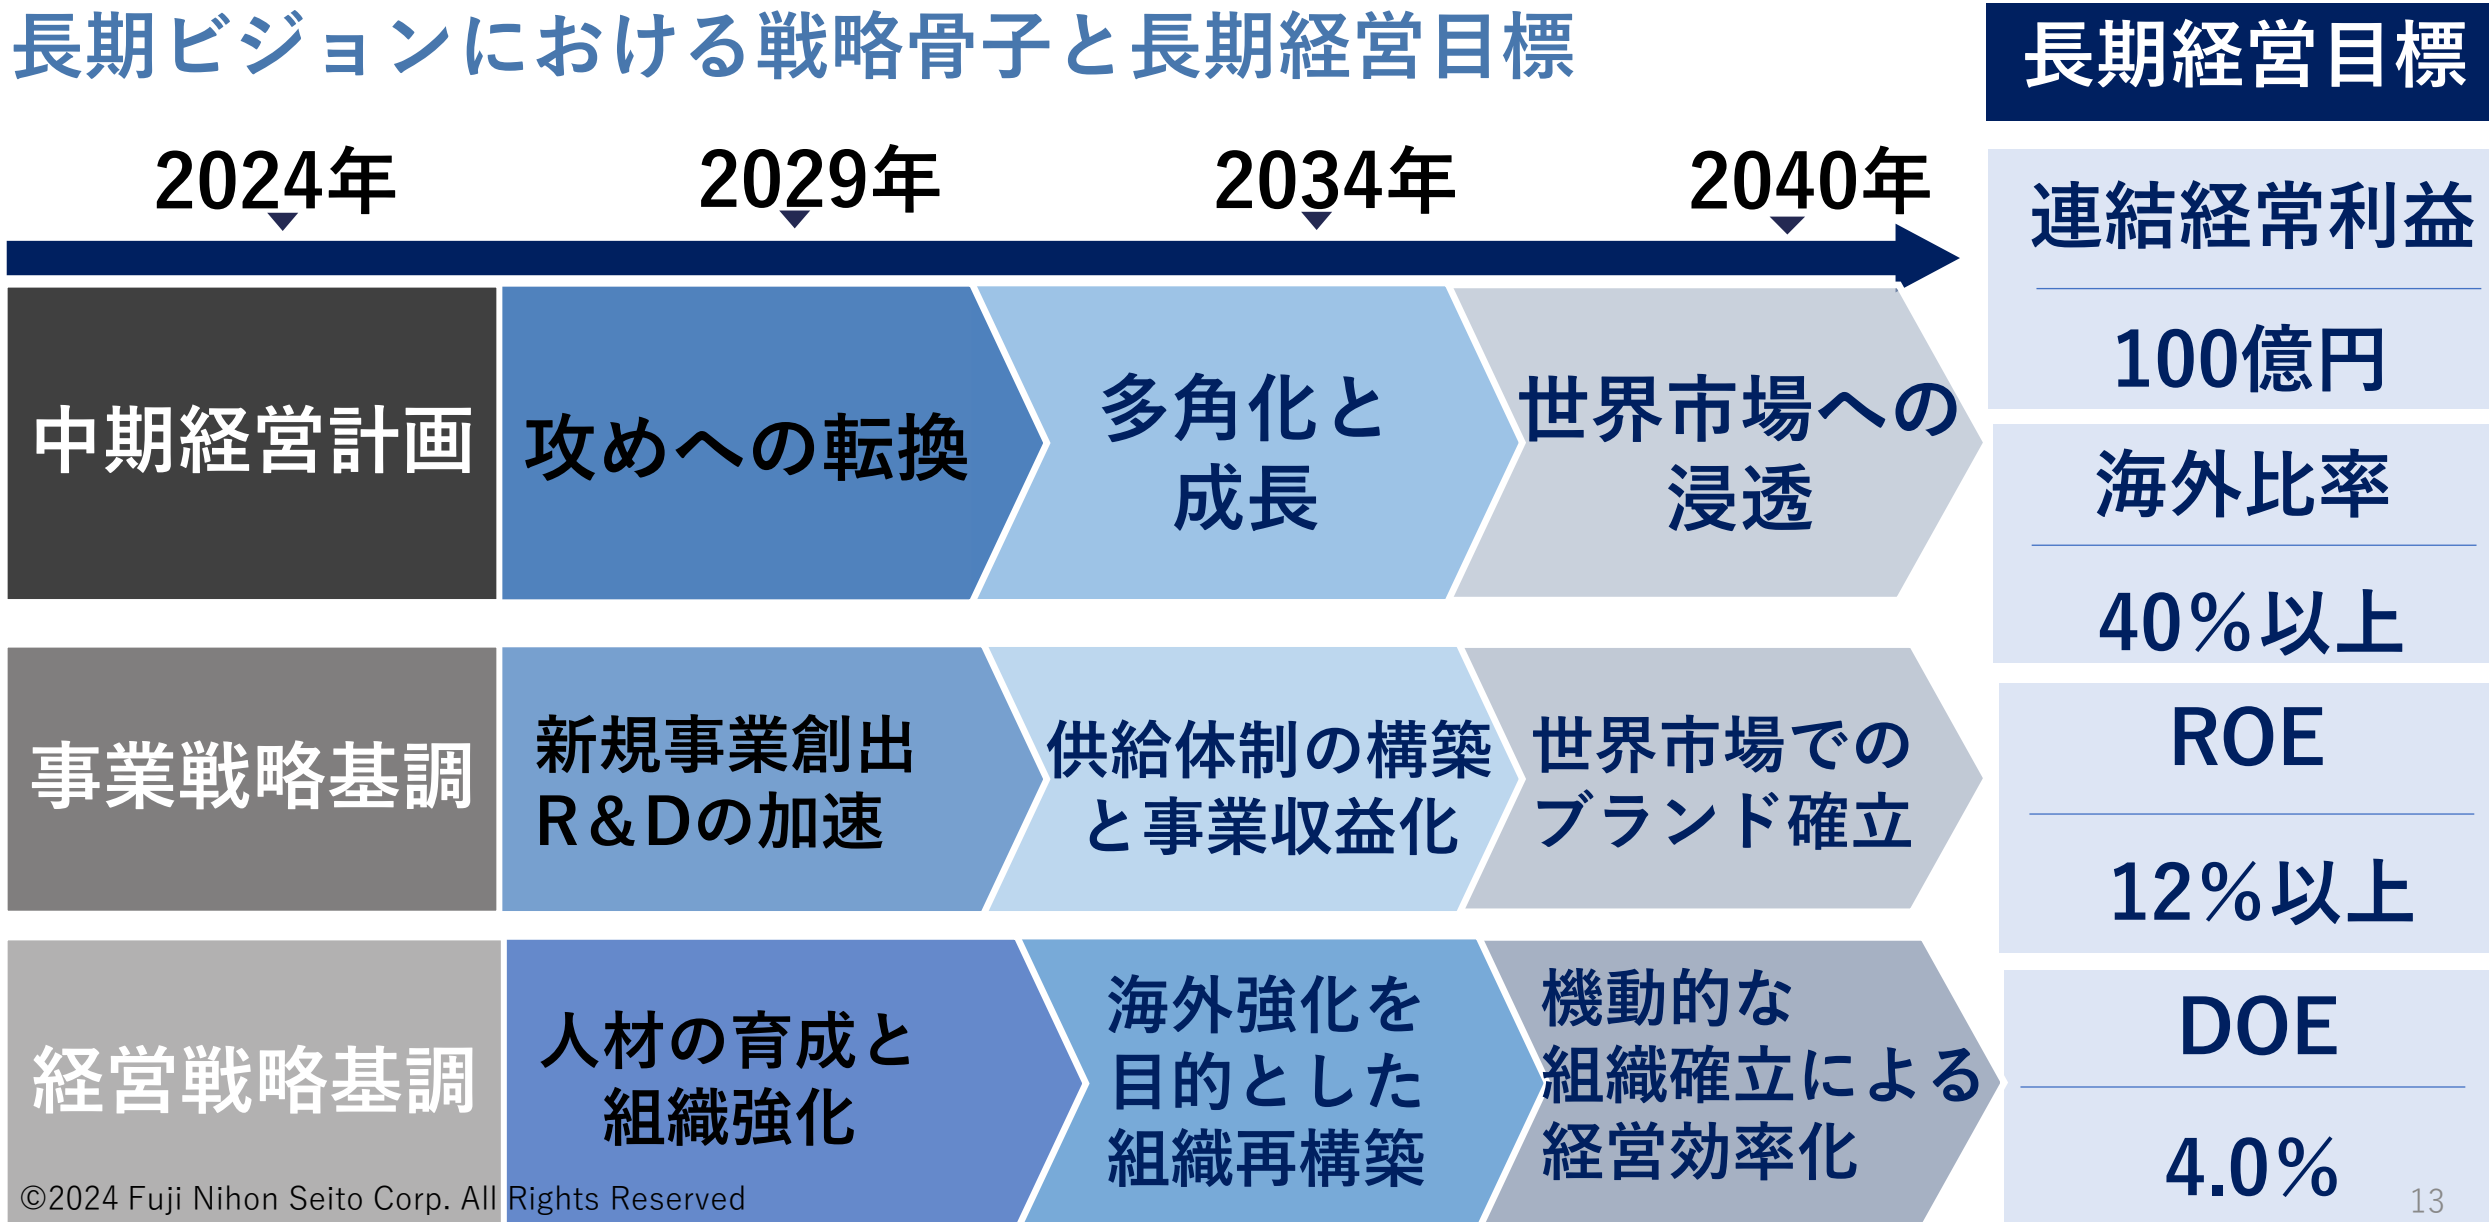 長期ビジョンにおける戦略骨子と長期経営目標
2024年
2029年
2034年
2040年
中期経営計画
攻めへの転換
多角化と
成長
世界市場への
浸透
事業戦略基調
新規事業創出
R&Dの加速
供給体制の構築
と事業収益化
世界市場での
ブランド確立
経営戦略基調
人材の育成と
組織強化
海外強化を
目的とした
組織再構築
機動的な
組織確立による
経営効率化
長期経営目標
連結経常利益
100億円
海外比率
40%以上
ROE
12%以上
DOE
4.0%
©2024 Fuji Nihon Seito Corp. All Rights Reserved
13